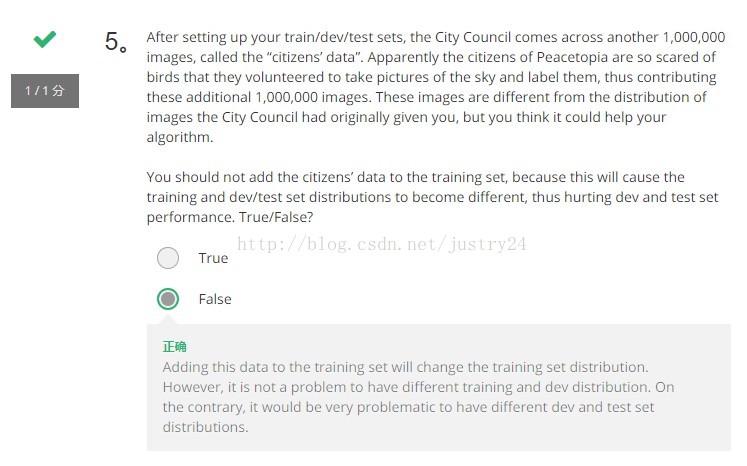 5。
After setting up your train/dev/test sets, the City Council comes across another 1,000,000
images, called the “citizens’ data”. Apparently the citizens of Peacetopia are so scared of
birds that they volunteered to take pictures of the sky and label them, thus contributing
these additional 1,000,000 images. These images are different from the distribution of
images the City Council had originally given you, but you think it could help your
algorithm.
1 / 1 分
You should not add the citizens’ data to the training set, because this will cause the
training and dev/test set distributions to become different, thus hurting dev and test set
performance. True/False?
http://blog.csdn.net/justry24
True
False
正确
Adding this data to the training set will change the training set distribution.
However, it is not a problem to have different training and dev distribution. On
the contrary, it would be very problematic to have different dev and test set
distributions.